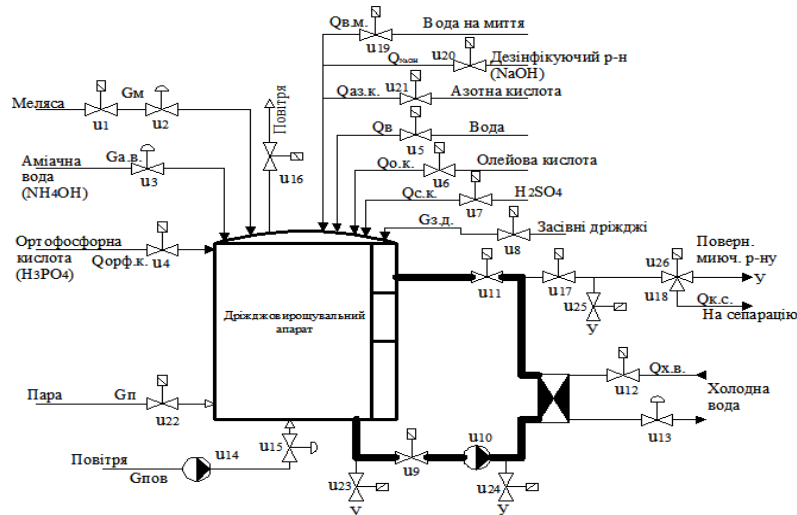 Qв.м.
Вода на миття
u19
u20
QNaOH
Дезінфікуючий р-н
(NaOH)
u21
Qаз.к.
Азотна кислота
Меляса
Gм
u1
u2
Повітря
Qв
Вода
u5
Аміачна
вода
(NH4OH)
Gа.в.
u3
u16
Qо.к.
Олейова кислота
u6
Qс.к.
H2SO4
u7
Gз.д.
Засівні дріжджі
u8
Ортофосфорна
кислота
(H3PO4)
Qорф.к.
u4
u11
u17
u26
u18
Поверн.
миюч. р-ну
У
Qк.с.
На сепарацію
u25
У
Дріжджовирощувальний
апарат
Qх.в.
u12
Холодна
вода
u13
Пара
Gп
u22
Повітря
Gпов
u14
u15
u10
u9
u23
У
u24
У